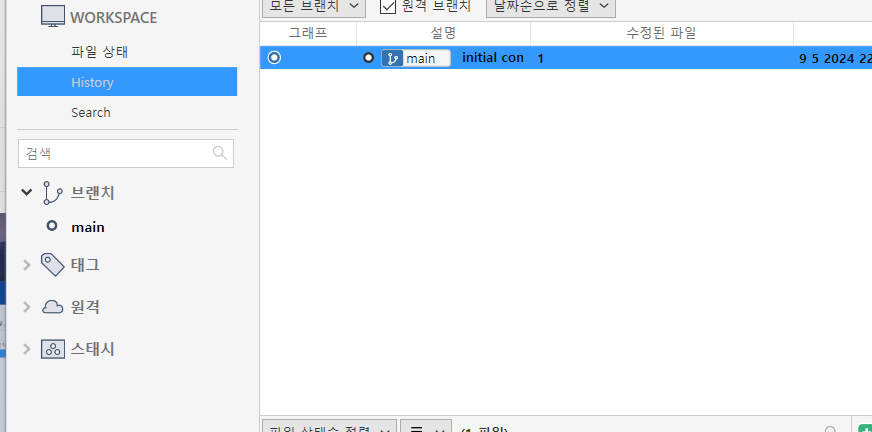 WORKSPACE
파일 상태
History
Search
검색
브랜치
main
태그
원격
스태시
모든 브랜치
원격 브랜치
날짜순으로 정렬
그래프 설명 수정된 파일
main initial con 1 9 5 2024 22
파일 상태순 정렬
(1 파일)